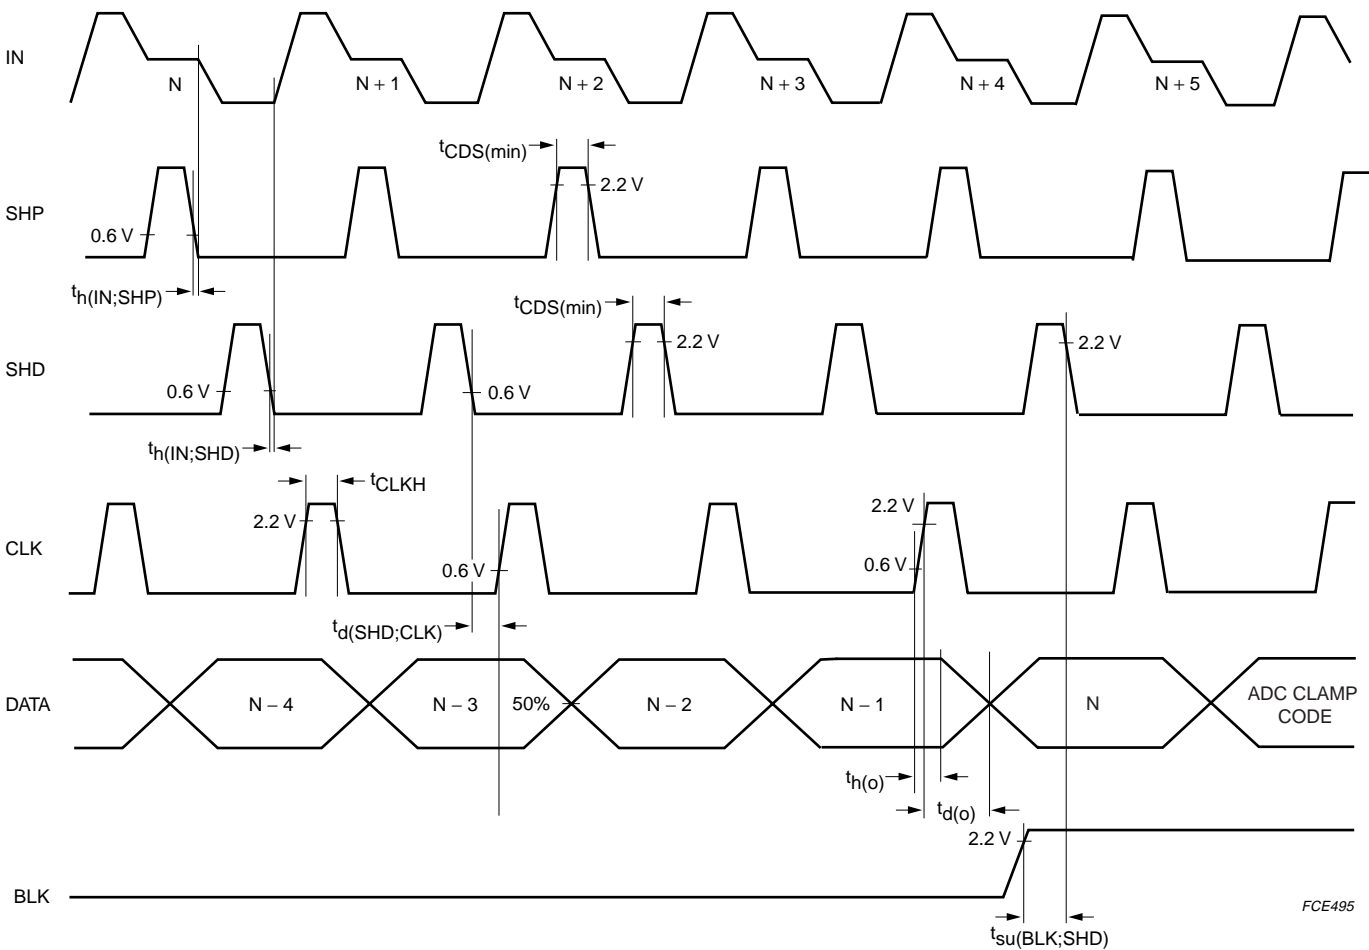 IN
N
N + 1
N + 2
N + 3
N + 4
N + 5
tCDS(min)
2.2 V
SHP
0.6 V
th(IN;SHP)
tCDS(min)
2.2 V
2.2 V
SHD
0.6 V
0.6 V
th(IN;SHD)
tCLKH
2.2 V
2.2 V
CLK
0.6 V
0.6 V
td(SHD;CLK)
DATA
N − 4
N − 3
50%
N − 2
N − 1
N
ADC CLAMP
CODE
th(o)
td(o)
2.2 V
BLK
FCE495
tsu(BLK;SHD)